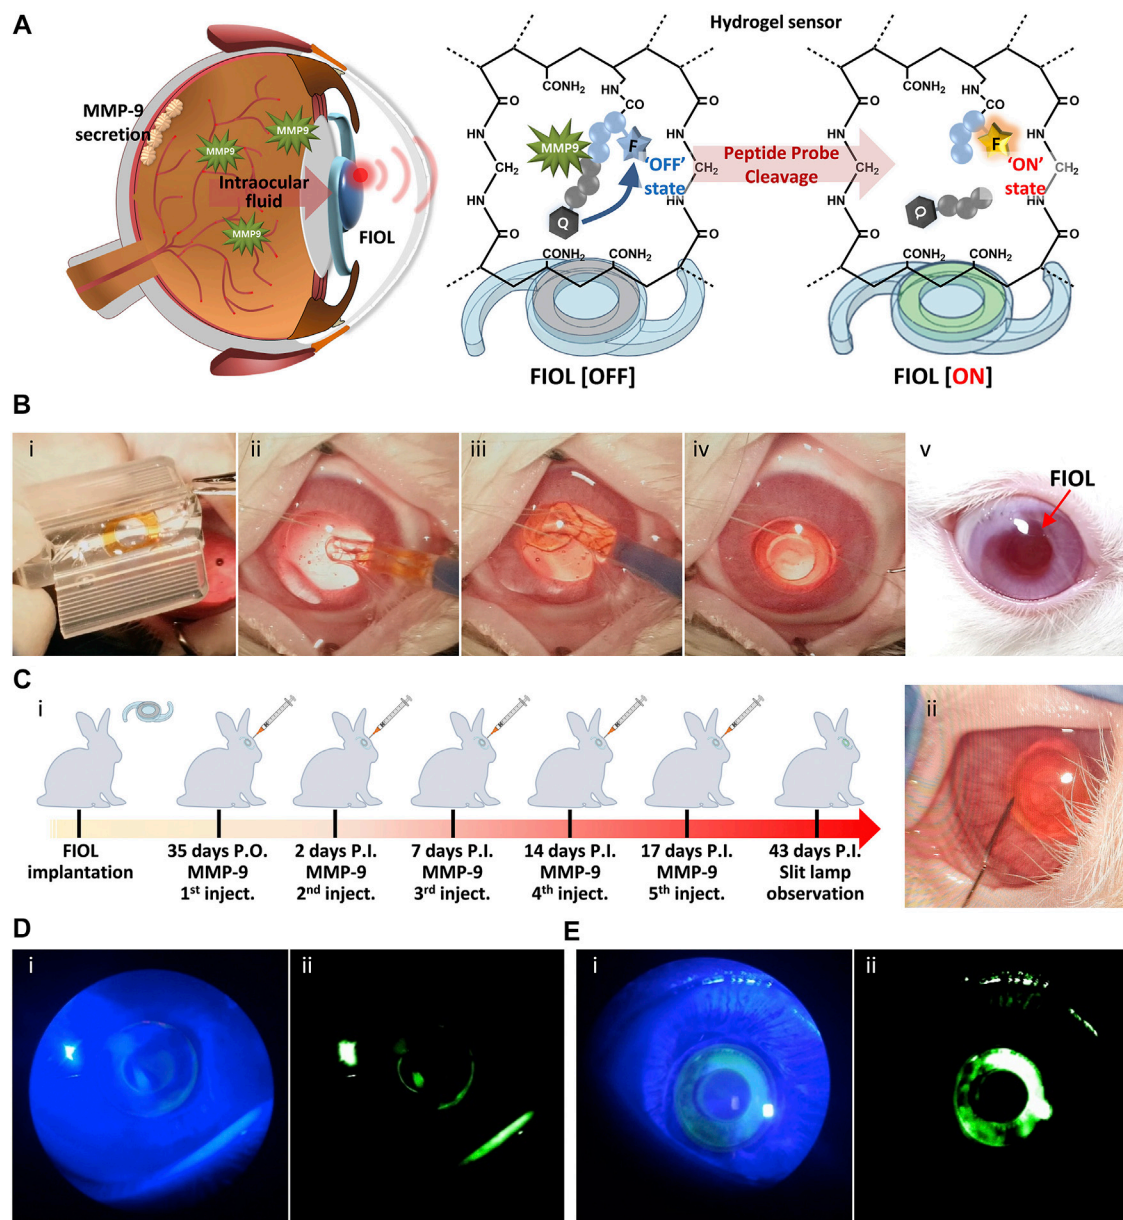 A
Hydrogel sensor
MMP-9
secretion
MMP9
MMP9
MMP9
Intraocular
fluid
FIOL
CONH2
HN
CO
O
O
HN
HN
CH2
HN
HN
O
O
MMP9
F
'OFF'
state
Q
CONH2
CONH2
FIOL [OFF]
Peptide Probe
Cleavage
CONH2
HN
CO
O
O
HN
HN
CH2
CH2
HN
HN
O
O
F
'ON'
state
Q
CONH2
CONH2
FIOL [ON]
B
i
ii
iii
iv
v
FIOL
C
i
ii
FIOL
implantation
35 days P.O.
MMP-9
1st inject.
2 days P.I.
MMP-9
2nd inject.
7 days P.I.
MMP-9
3rd inject.
14 days P.I.
MMP-9
4th inject.
17 days P.I.
MMP-9
5th inject.
43 days P.I.
Slit lamp
observation
D
i
ii
E
i
ii